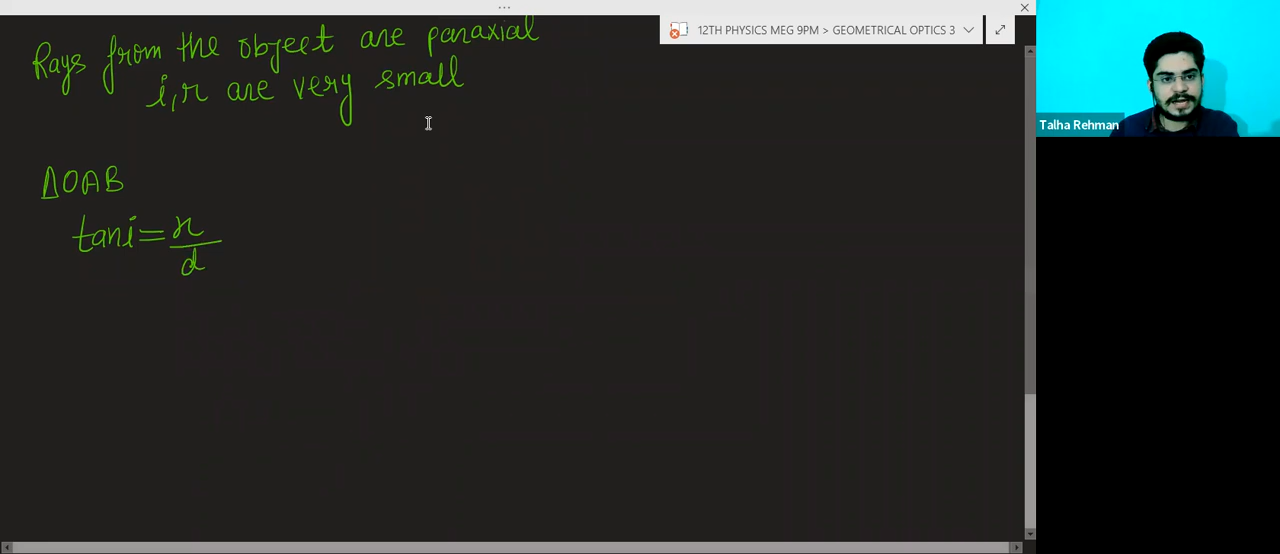 12TH PHYSICS MEG 9PM > GEOMETRICAL OPTICS 3
Rays from the object are paraxial
i, r are very small
Talha Rehman
ΔOAB
tan i = x
d